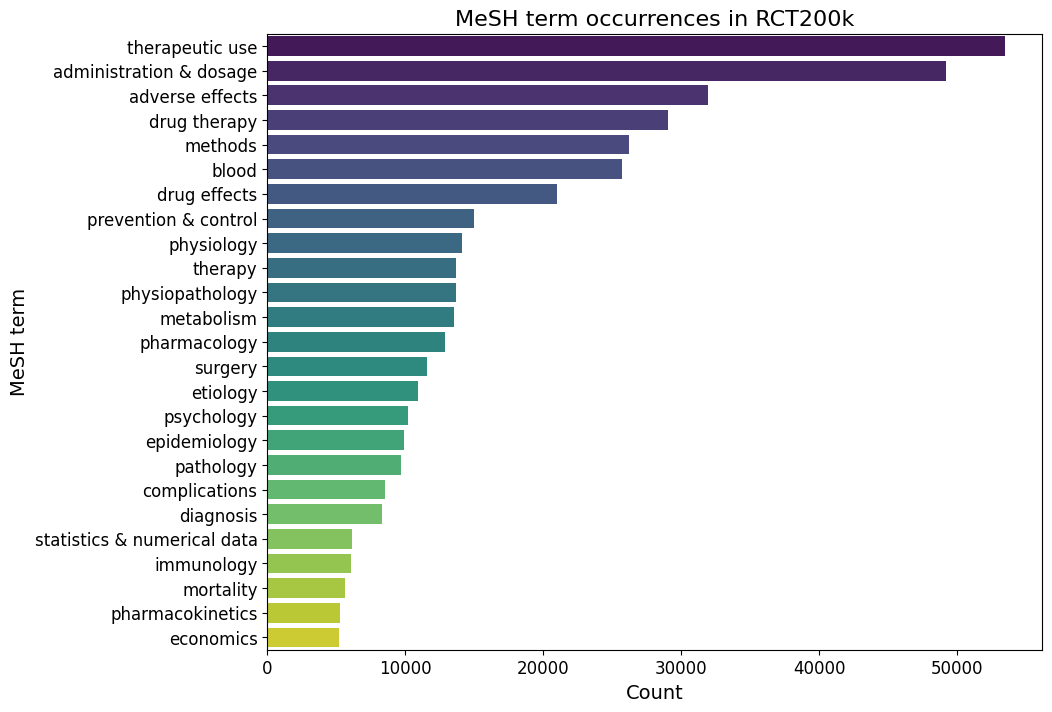 MeSH term occurrences in RCT200k
MeSH term
therapeutic use
administration & dosage
adverse effects
drug therapy
methods
blood
drug effects
prevention & control
physiology
therapy
physiopathology
metabolism
pharmacology
surgery
etiology
psychology
epidemiology
pathology
complications
diagnosis
statistics & numerical data
immunology
mortality
pharmacokinetics
economics
0 10000 20000 30000 40000 50000
Count